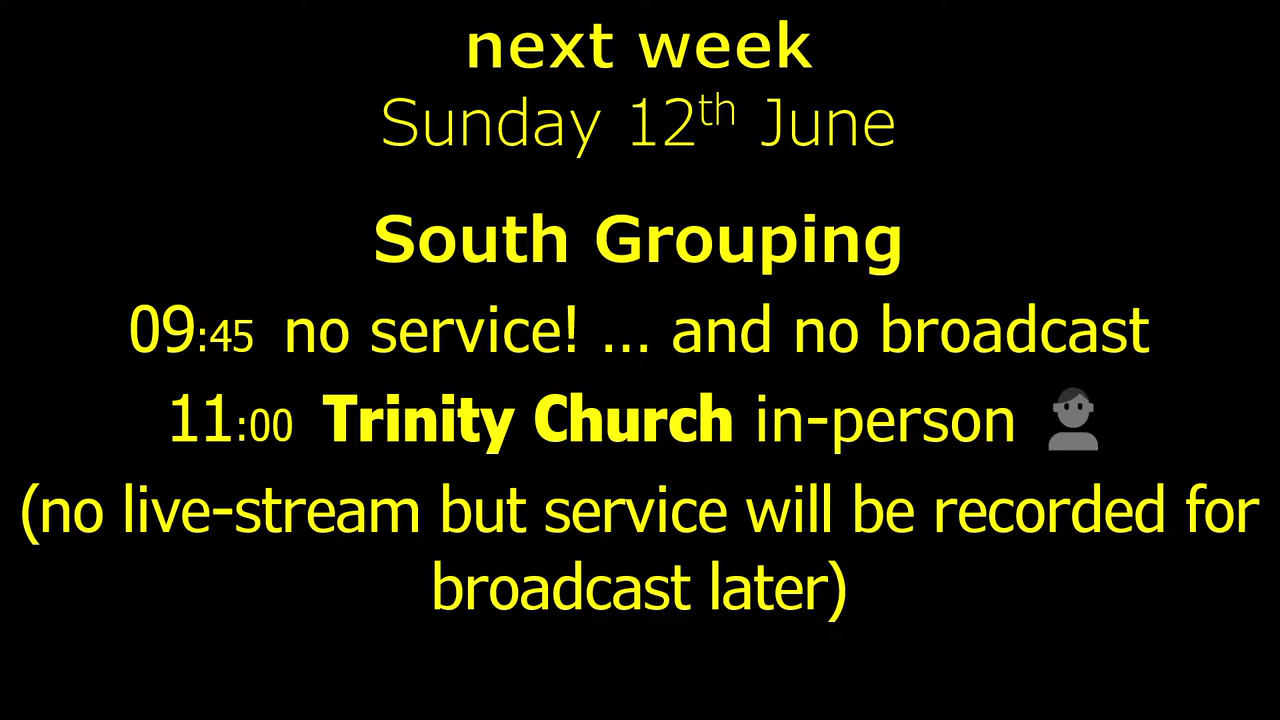 next week
Sunday 12th June
South Grouping
09:45 no service! ... and no broadcast
11:00 Trinity Church in-person
(no live-stream but service will be recorded for
broadcast later)